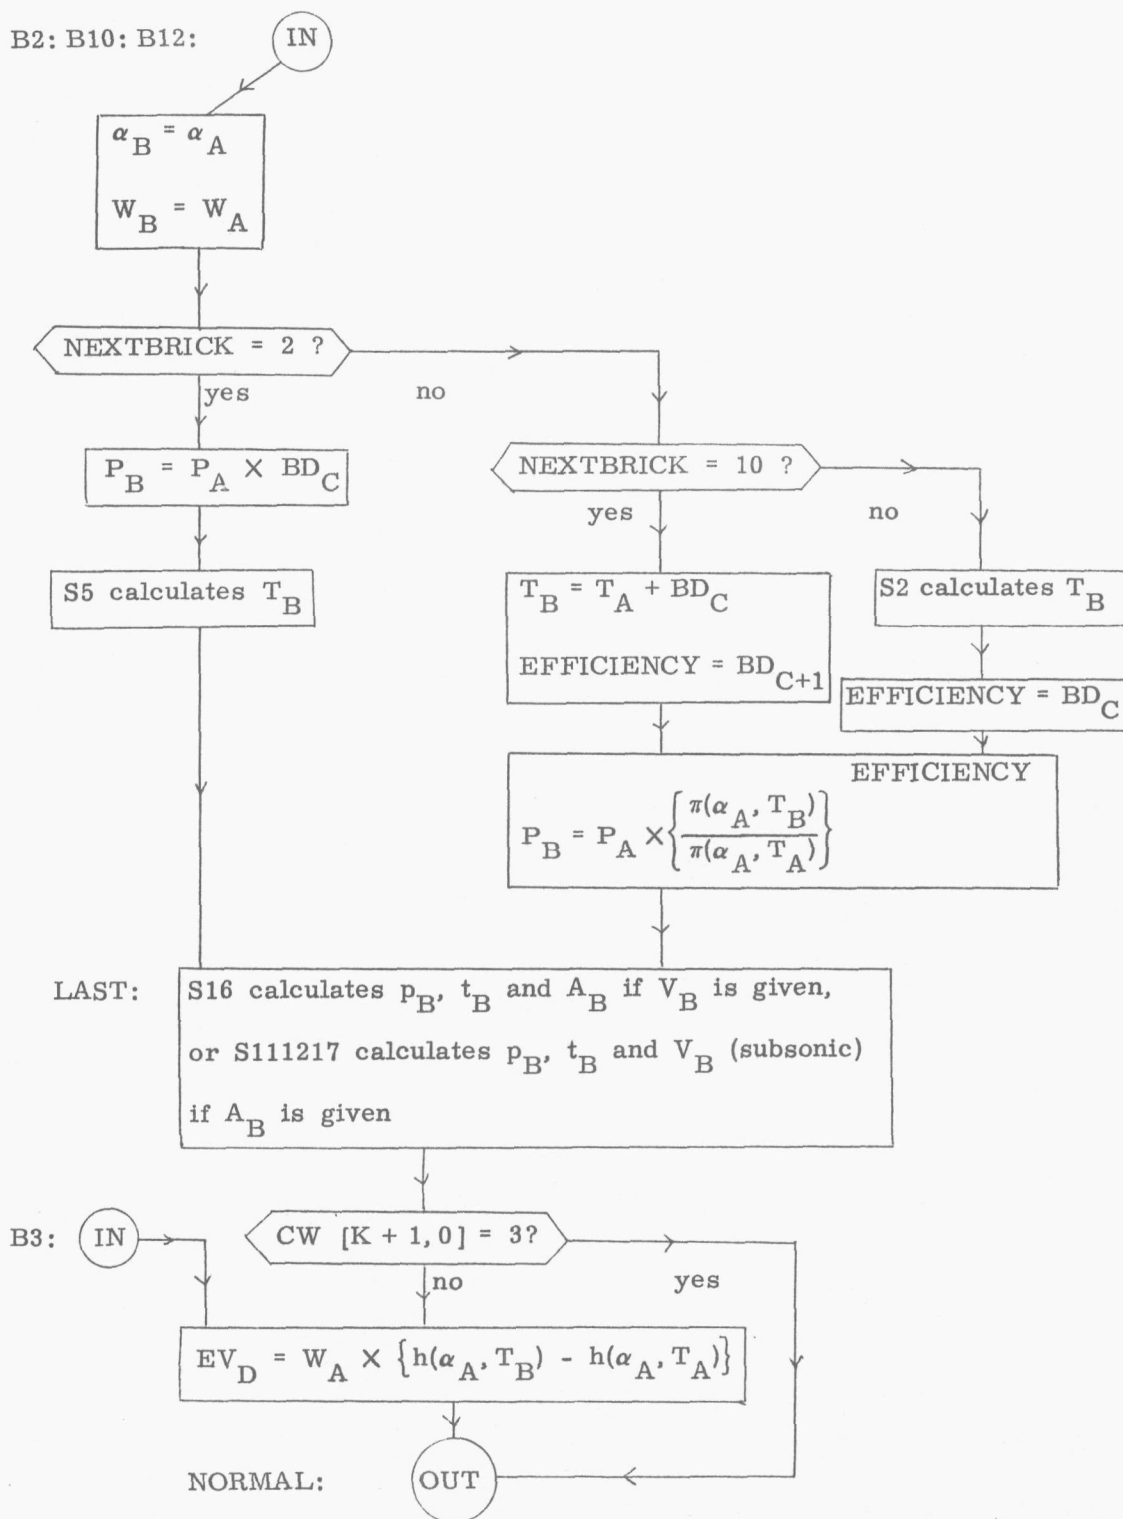 B2: B10: B12: IN
α_B = α_A
W_B = W_A
NEXTBRICK = 2 ?
yes no
P_B = P_A X BD_C
NEXTBRICK = 10 ?
yes no
S5 calculates T_B
T_B = T_A + BD_C
EFFICIENCY = BD_{C+1}
S2 calculates T_B
EFFICIENCY = BD_C
EFFICIENCY
P_B = P_A X {π(α_A, T_B) / π(α_A, T_A)}
LAST: S16 calculates p_B, t_B and A_B if V_B is given,
or S111217 calculates p_B, t_B and V_B (subsonic)
if A_B is given
B3: IN CW [K + 1, 0] = 3?
no yes
EV_D = W_A X {h(α_A, T_B) - h(α_A, T_A)}
NORMAL: OUT